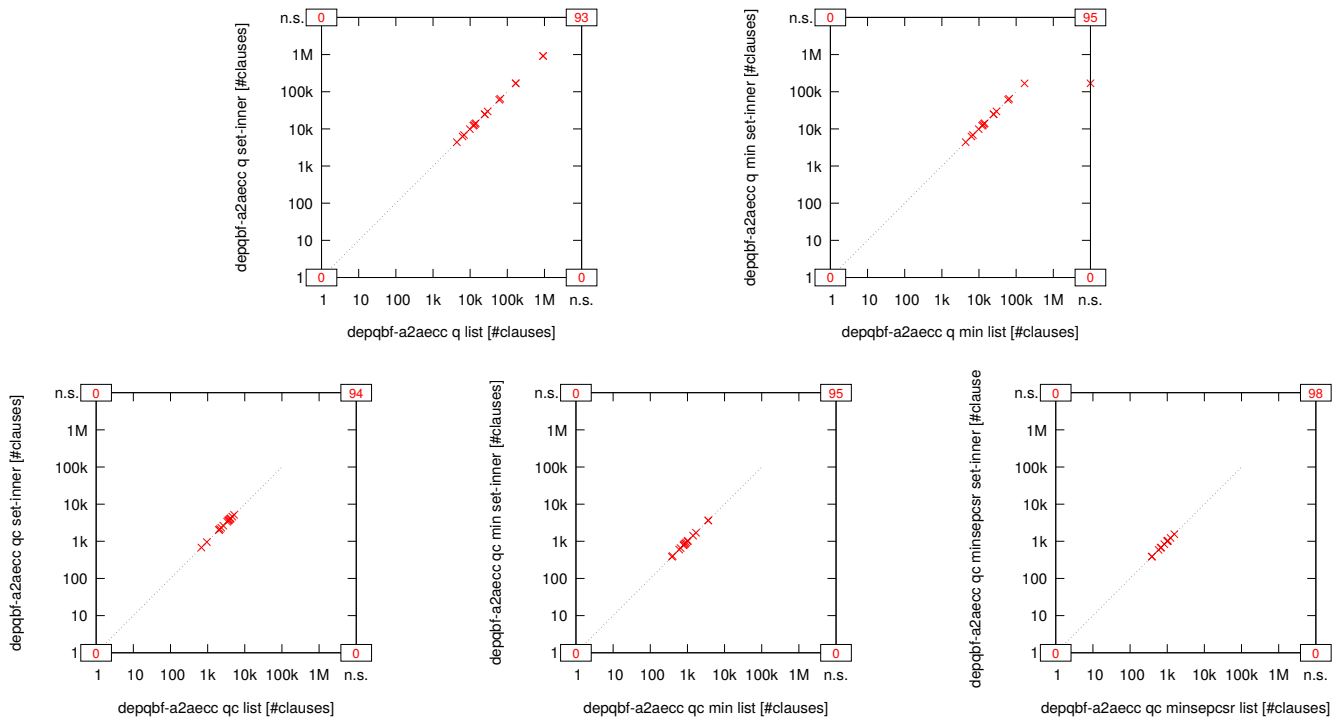 n.s. 0 93
1M
100k
10k
1k
100
10
1 0 0
1 10 100 1k 10k 100k 1M n.s.
depqbf-a2aecc q set-inner [#clauses]
depqbf-a2aecc q list [#clauses]
n.s. 0 95
1M
100k
10k
1k
100
10
1 0 0
1 10 100 1k 10k 100k 1M n.s.
depqbf-a2aecc q min set-inner [#clauses]
depqbf-a2aecc q min list [#clauses]
n.s. 0 94
1M
100k
10k
1k
100
10
1 0 0
1 10 100 1k 10k 100k 1M n.s.
depqbf-a2aecc qc set-inner [#clauses]
depqbf-a2aecc qc list [#clauses]
n.s. 0 95
1M
100k
10k
1k
100
10
1 0 0
1 10 100 1k 10k 100k 1M n.s.
depqbf-a2aecc qc min set-inner [#clauses]
depqbf-a2aecc qc min list [#clauses]
n.s. 0 98
1M
100k
10k
1k
100
10
1 0 0
1 10 100 1k 10k 100k 1M n.s.
depqbf-a2aecc qc minsepcsr set-inner [#clause
depqbf-a2aecc qc minsepcsr list [#clauses]